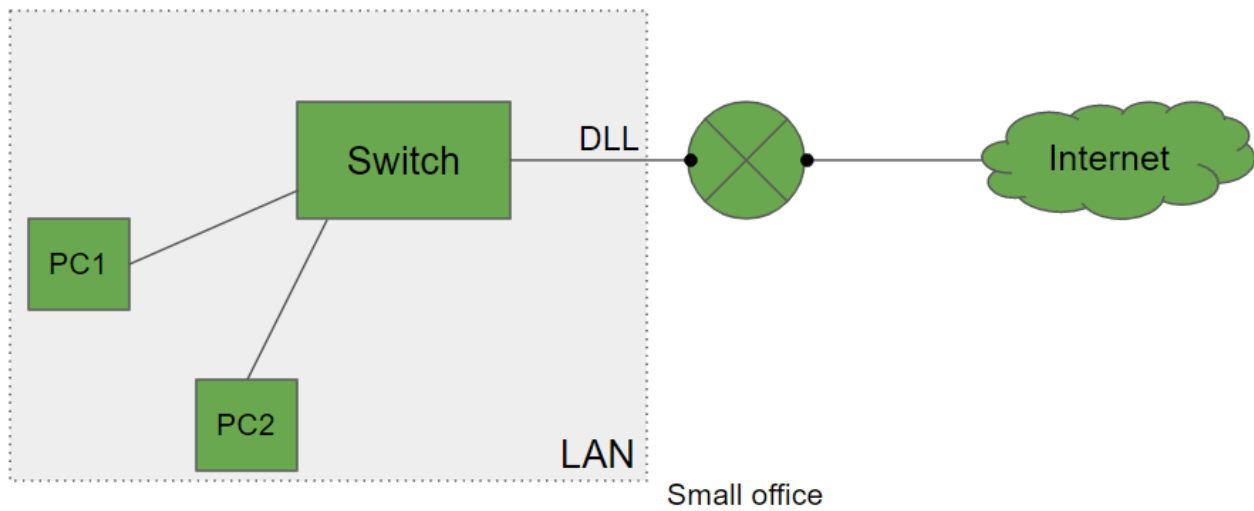 Switch
DLL
Internet
PC1
PC2
LAN
Small office